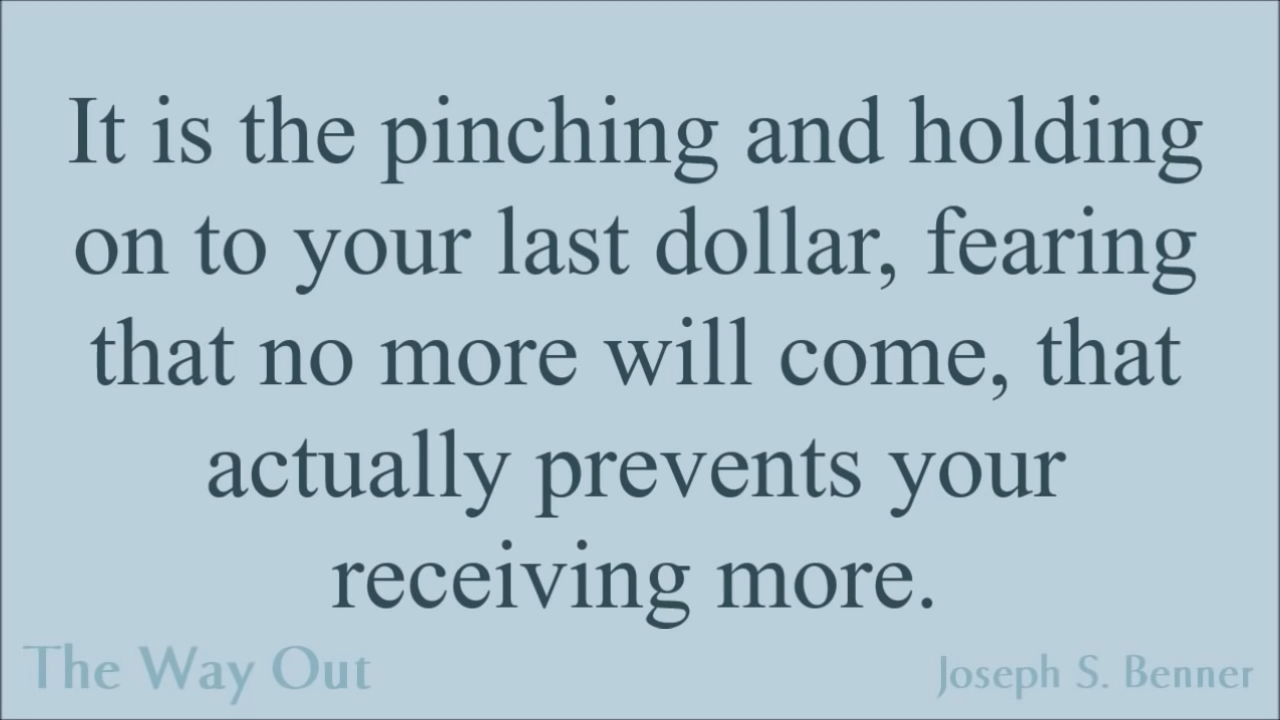 It is the pinching and holding
on to your last dollar, fearing
that no more will come, that
actually prevents your
receiving more.
The Way Out
Joseph S. Benner